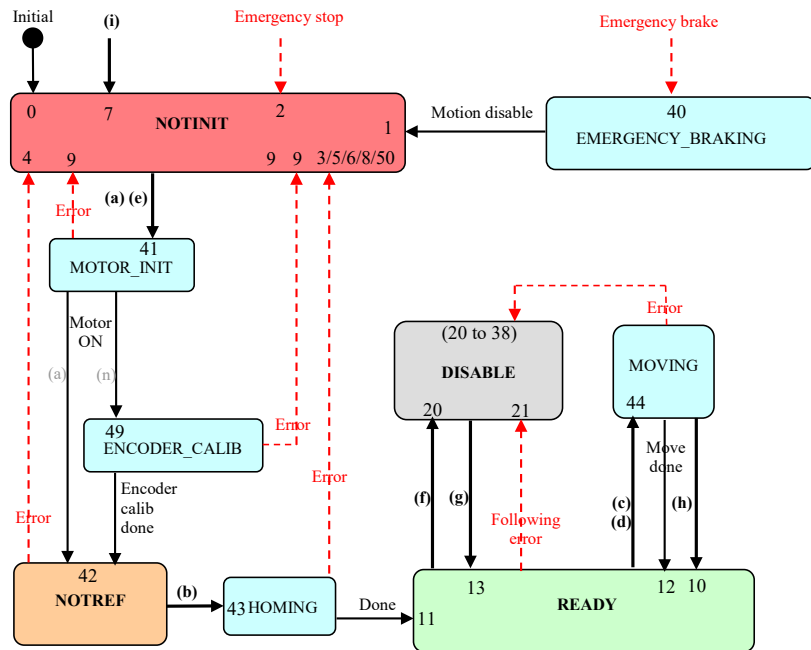 Initial
(i)
Emergency stop
Emergency brake
0
7
2
NOTINIT
1
Motion disable
40
EMERGENCY_BRAKING
4
9
9
9
3/5/6/8/50
Error
(a) (e)
41
MOTOR_INIT
Motor
ON
(a)
(n)
49
ENCODER_CALIB
Error
Encoder
calib
done
Error
Error
42
NOTREF
(b)
43
HOMING
Done
(20 to 38)
DISABLE
20
21
Error
MOVING
44
(f)
(g)
Following
error
(c)
(d)
Move
done
(h)
13
12
10
11
READY